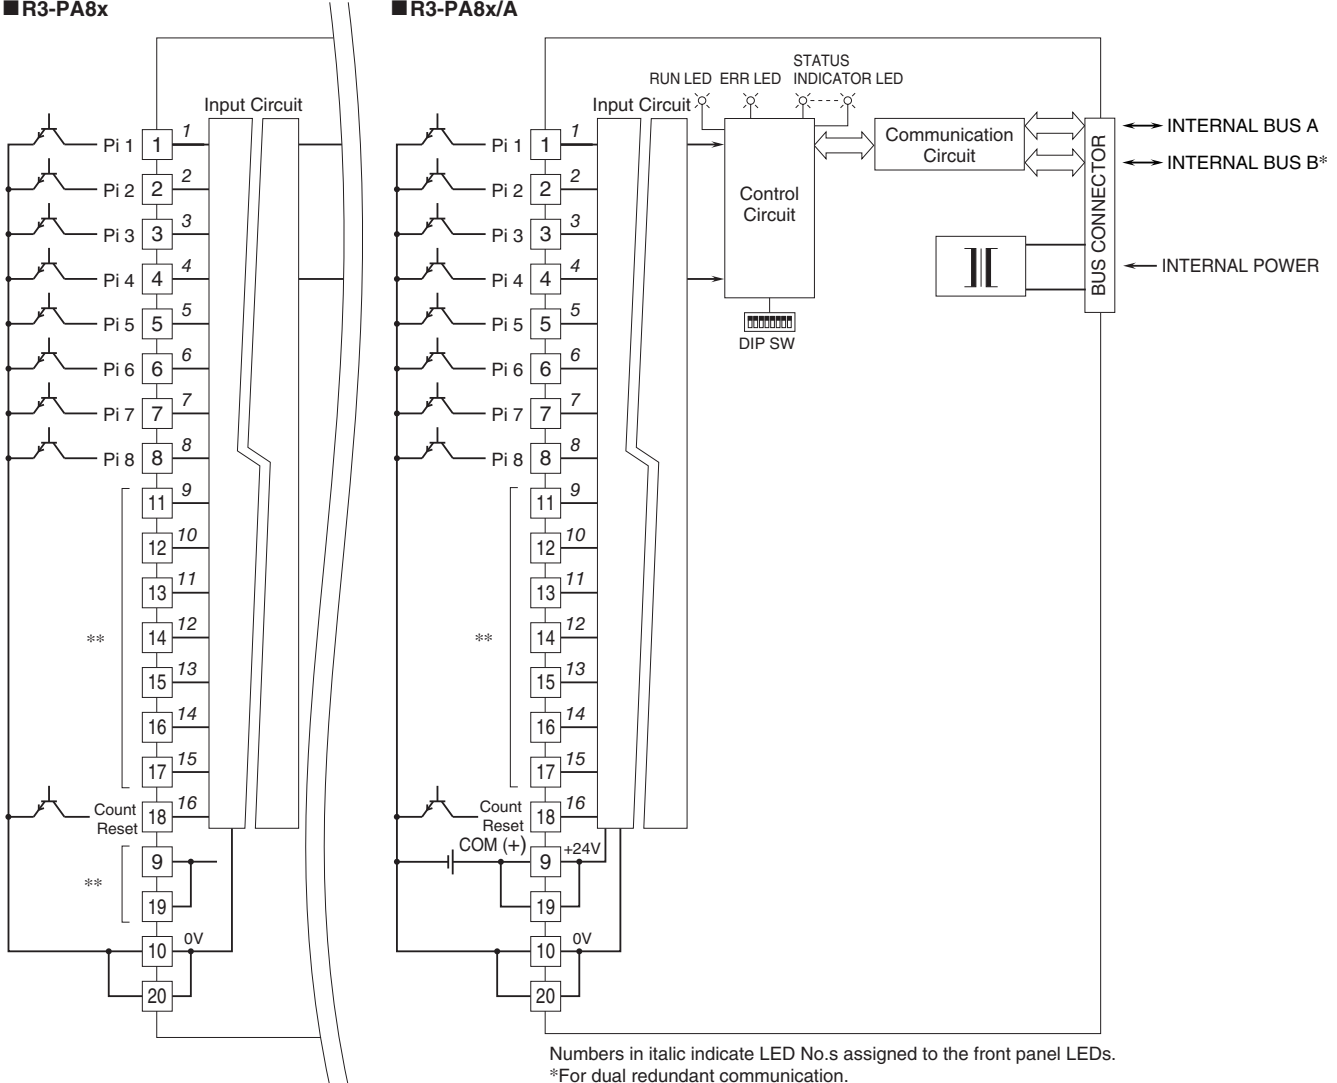 ■R3-PA8x
Input Circuit
Pi 1 1 1
Pi 2 2 2
Pi 3 3 3
Pi 4 4 4
Pi 5 5 5
Pi 6 6 6
Pi 7 7 7
Pi 8 8 8
11 9
12 10
13 11
** 14 12
15 13
16 14
17 15
Count
Reset 18 16
9
**
19
10 0V
20
■R3-PA8x/A
RUN LED ERR LED STATUS
INDICATOR LED
Input Circuit
Pi 1 1 1
Pi 2 2 2
Pi 3 3 3
Pi 4 4 4
Pi 5 5 5
Pi 6 6 6
Pi 7 7 7
Pi 8 8 8
11 9
12 10
13 11
** 14 12
15 13
16 14
17 15
Count
Reset 18 16
COM (+) 9 +24V
19
10 0V
20
Control
Circuit
DIP SW
Communication
Circuit
BUS CONNECTOR
INTERNAL BUS A
INTERNAL BUS B*
INTERNAL POWER
Numbers in italic indicate LED No.s assigned to the front panel LEDs.
*For dual redundant communication.